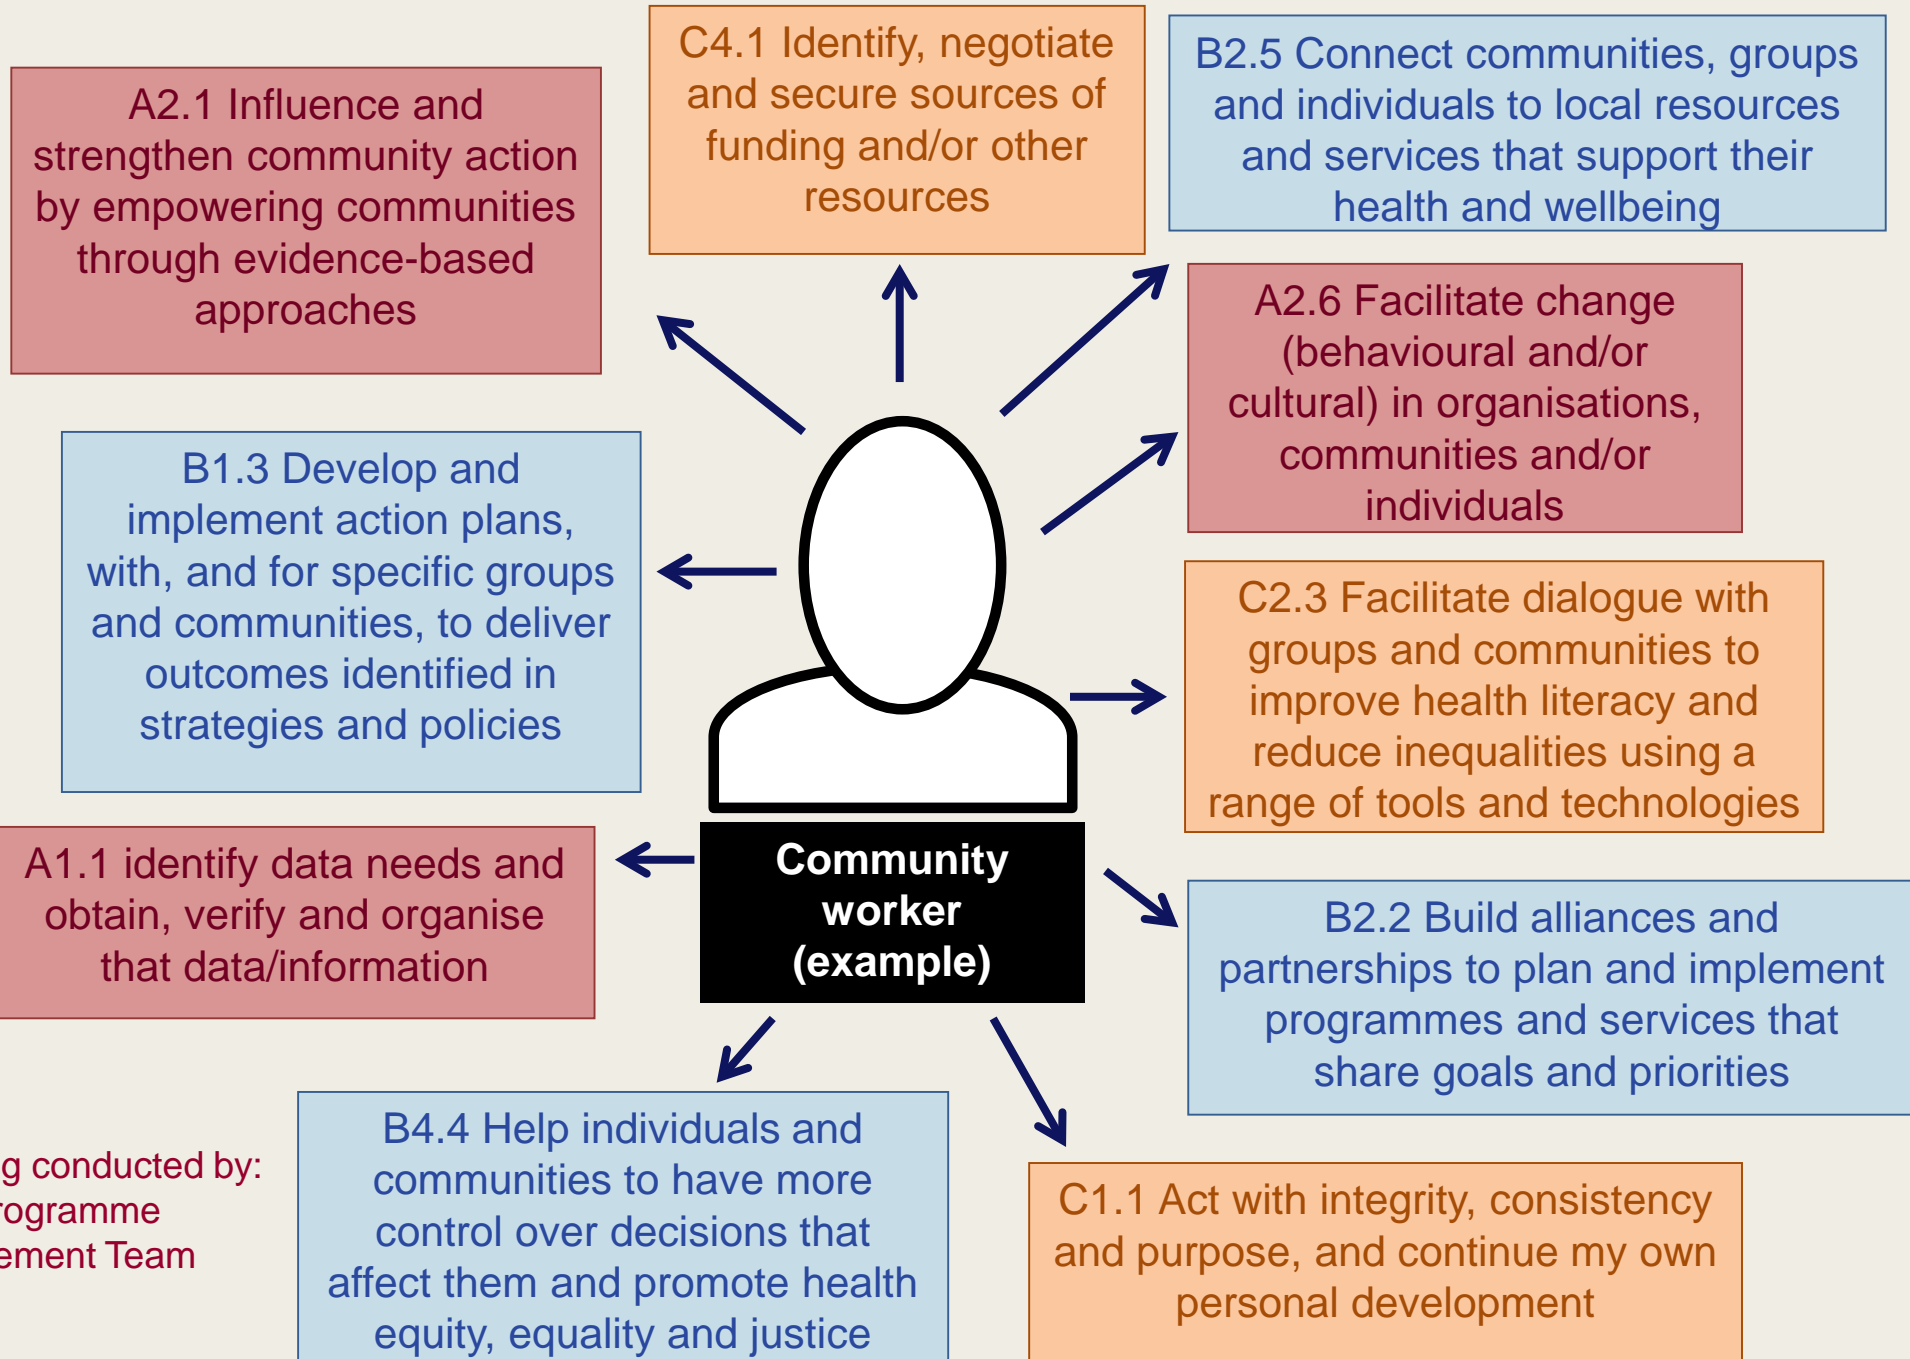 C4.1 Identify, negotiate
and secure sources of
funding and/or other
resources
B2.5 Connect communities, groups
and individuals to local resources
and services that support their
health and wellbeing
A2.1 Influence and
strengthen community action
by empowering communities
through evidence-based
approaches
A2.6 Facilitate change
(behavioural and/or
cultural) in organisations,
communities and/or
individuals
B1.3 Develop and
implement action plans,
with, and for specific groups
and communities, to deliver
outcomes identified in
strategies and policies
C2.3 Facilitate dialogue with
groups and communities to
improve health literacy and
reduce inequalities using a
range of tools and technologies
A1.1 identify data needs and
obtain, verify and organise
that data/information
Community
worker
(example)
B2.2 Build alliances and
partnerships to plan and implement
programmes and services that
share goals and priorities
B4.4 Help individuals and
communities to have more
control over decisions that
affect them and promote health
equity, equality and justice
C1.1 Act with integrity, consistency
and purpose, and continue my own
personal development
conducted by:
Team